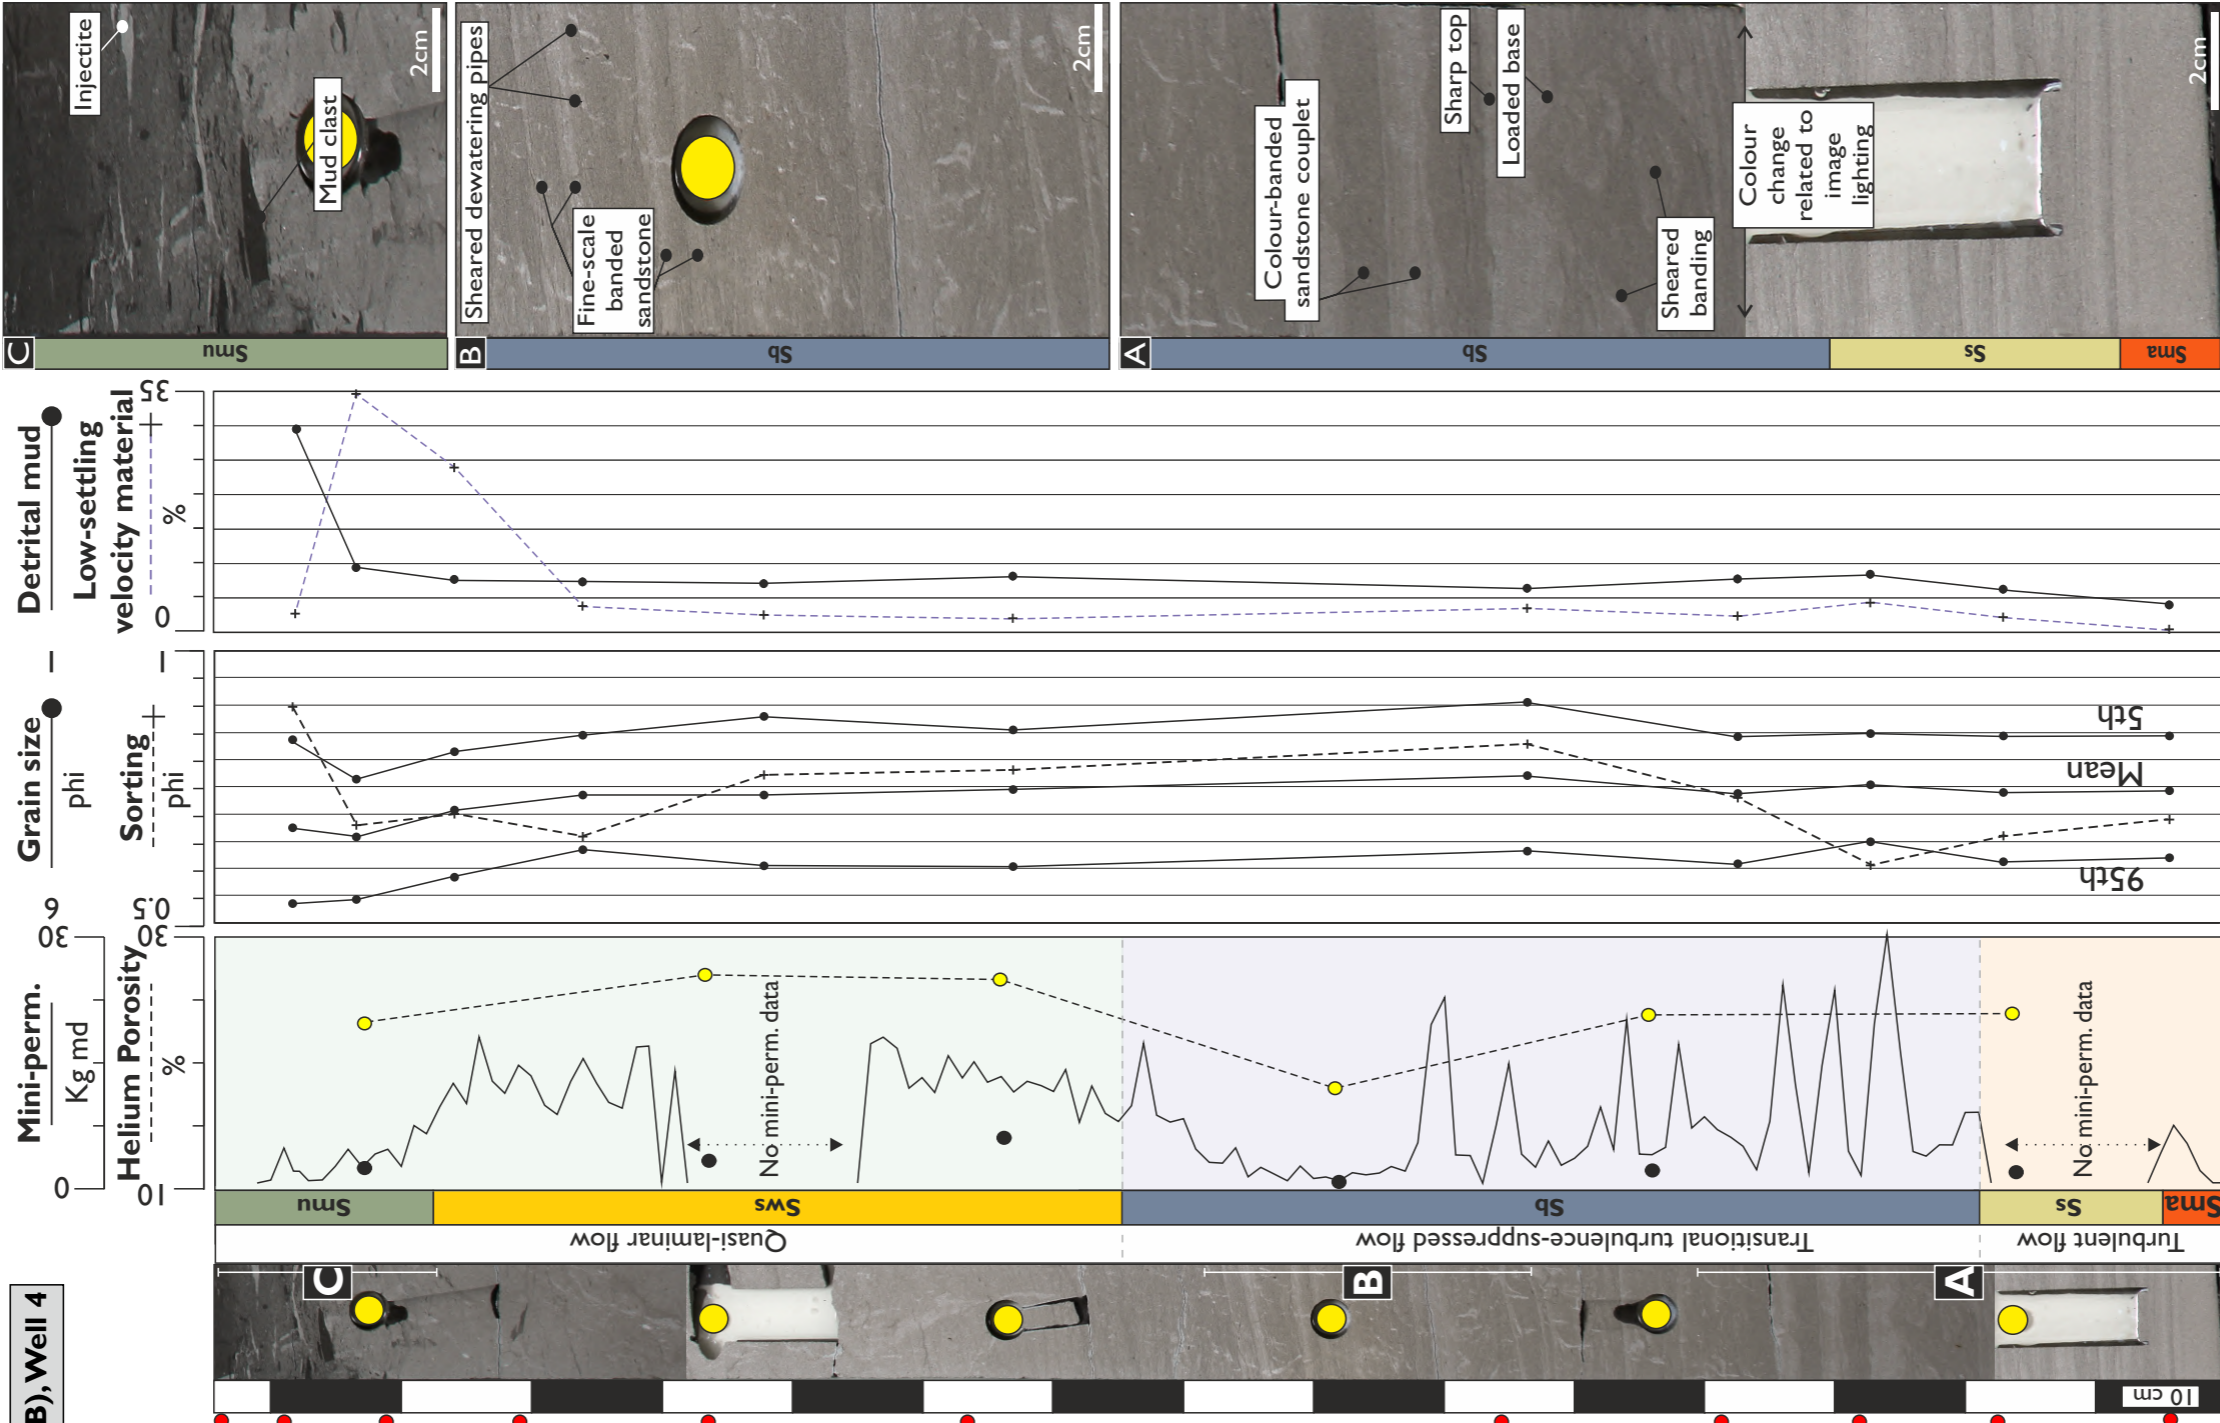 B), Well 4
Mini-perm.
Kg md
0
30
Helium Porosity
%
10
30
Grain size
phi
6
1
Sorting
phi
0.5
1
Detrital mud
Low-settling
velocity material
%
0
35
5th
Mean
95th
No mini-perm. data
No mini-perm. data
Smu
Sws
Sb
Ss
Sma
Quasi-laminar flow
Transitional turbulence-suppressed flow
Turbulent flow
C
B
A
10 cm
C
Injectite
Mud clast
2cm
Smu
B
Sheared dewatering pipes
Fine-scale
banded
sandstone
2cm
Sb
A
Colour-banded
sandstone couplet
Sharp top
Loaded base
Sheared
banding
Colour
change
related to
image
lighting
2cm
Sb
Ss
Sma